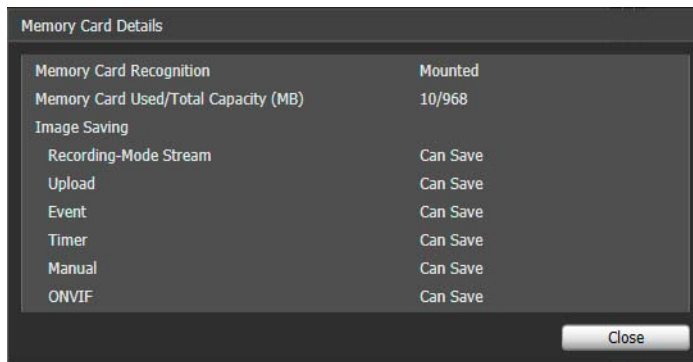 Memory Card Details
Memory Card Recognition Mounted
Memory Card Used/Total Capacity (MB) 10/968
Image Saving
Recording-Mode Stream Can Save
Upload Can Save
Event Can Save
Timer Can Save
Manual Can Save
ONVIF Can Save
Close